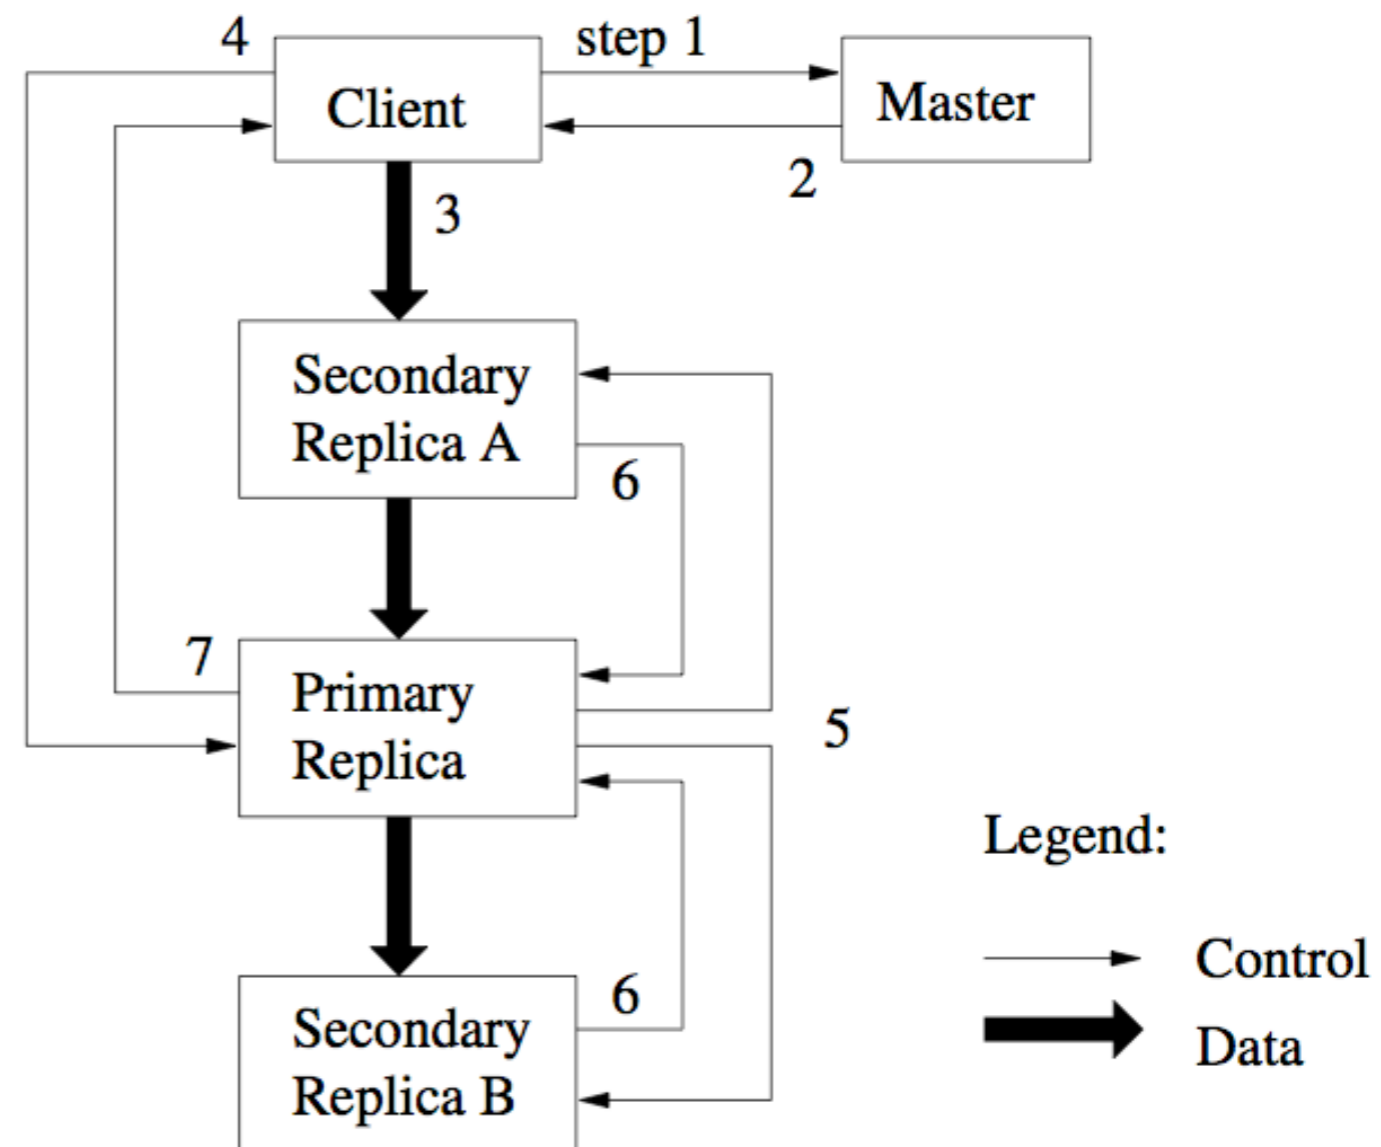 4
step 1
Client
Master
2
3
Secondary
Replica A
6
7
Primary
Replica
5
Legend:
Control
Data
6
Secondary
Replica B